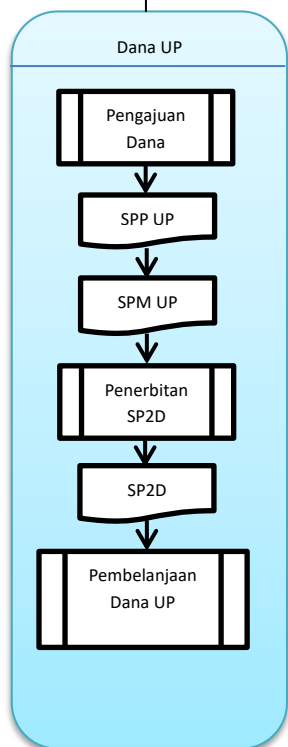 Dana UP
Pengajuan
Dana
SPP UP
SPM UP
Penerbitan
SP2D
SP2D
Pembelanjaan
Dana UP